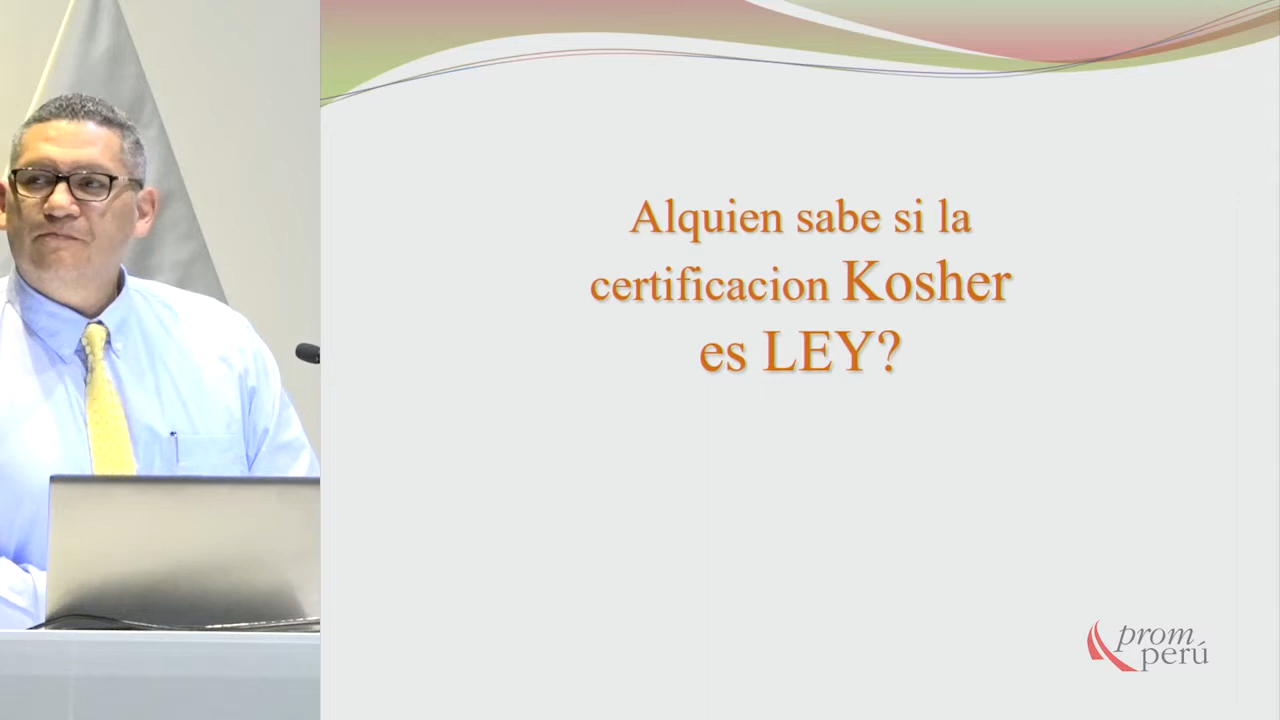 Alquien sabe si la
certificacion Kosher
es LEY?
prom
perú